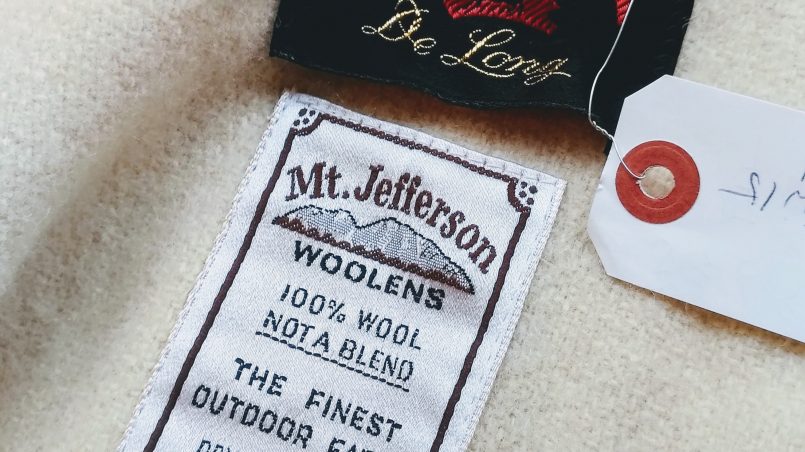 De Long
Mt. Jefferson
WOOLENS
100% WOOL
NOT A BLEND
THE FINEST
OUTDOOR